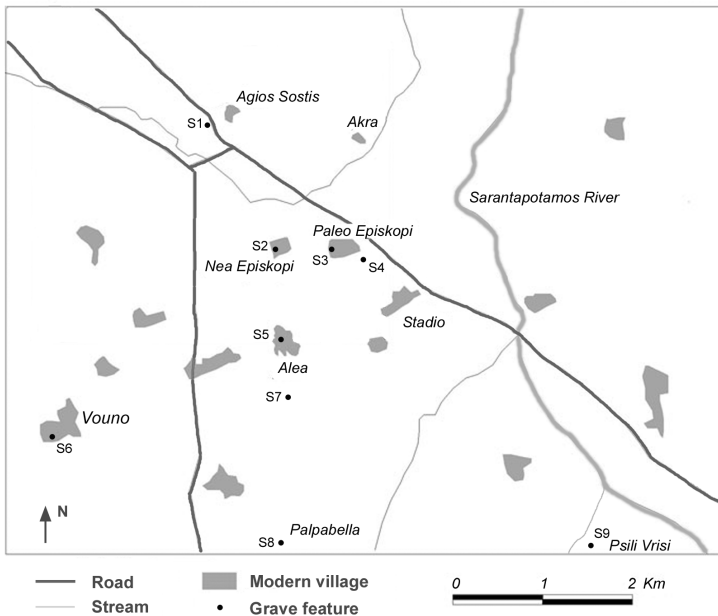 Agios Sostis
S1
Akra
Sarantapotamos River
Paleo Episkopi
S2
S3
S4
Nea Episkopi
Stadio
S5
Alea
S7
Vouno
S6
N
Palpabella
S8
S9
Psili Vrisi
Road
Modern village
0 1 2 Km
Stream
Grave feature